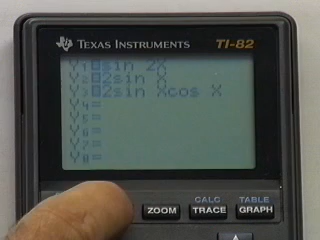 TEXAS INSTRUMENTS TI-82
Y1=sin 2X
Y2=2sin X
Y3=2sin Xcos X
Y4=
Y5=
Y6=
Y7=
Y8=
CALC TABLE
ZOOM TRACE GRAPH